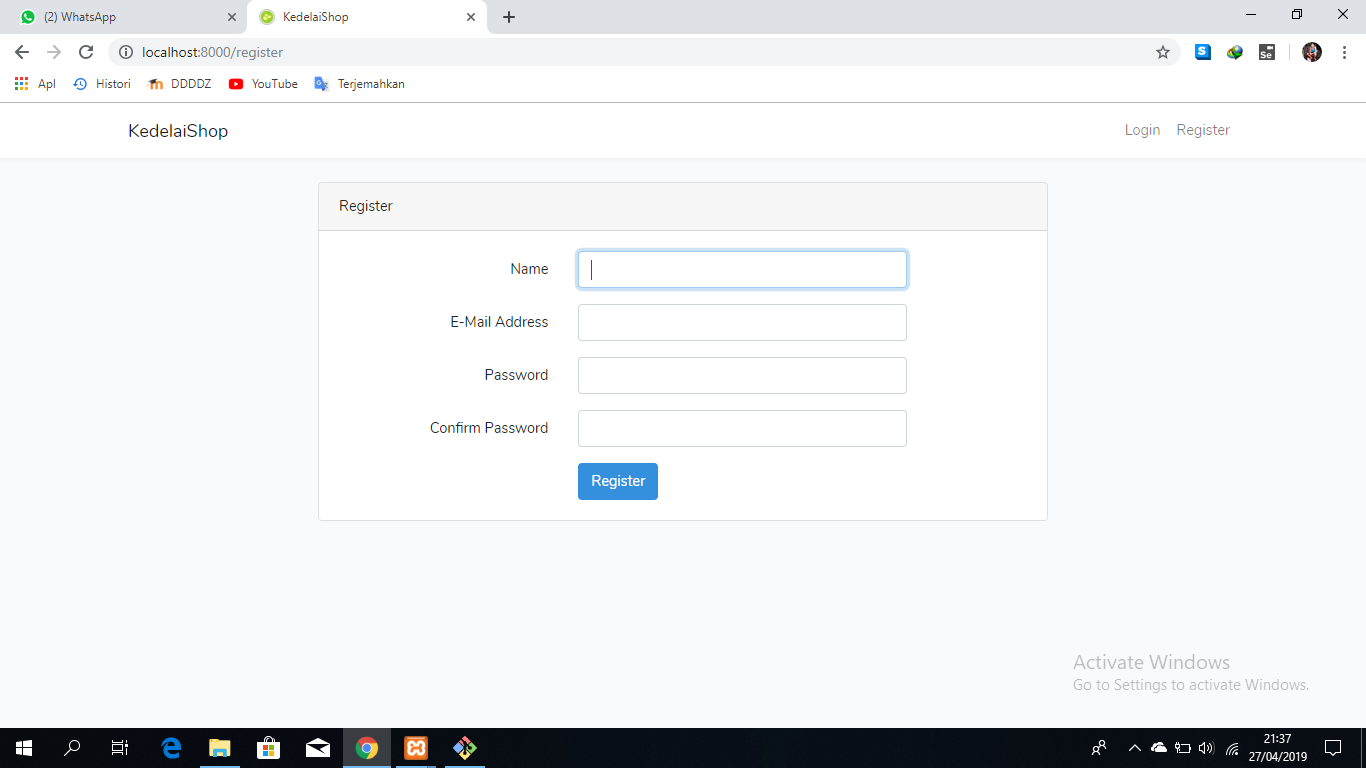 (2) WhatsApp
KedelaiShop
localhost:8000/register
Apl Histori DDDDZ YouTube Terjemahkan
KedelaiShop Login Register
Register
Name
E-Mail Address
Password
Confirm Password
Register
Activate Windows
Go to Settings to activate Windows.
21:37
27/04/2019